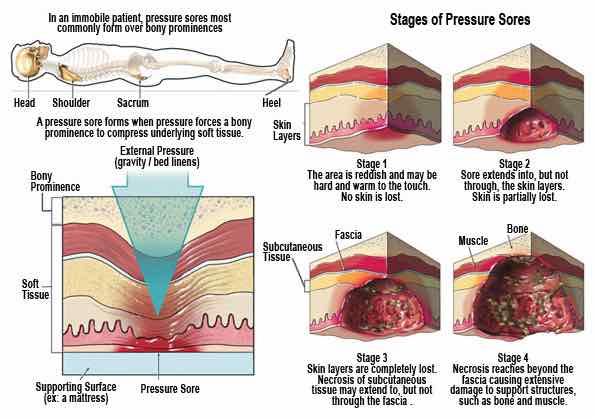 In an immobile patient, pressure sores most
commonly form over bony prominences
Head
Shoulder
Sacrum
Heel
A pressure sore forms when pressure forces a bony
prominence to compress underlying soft tissue.
External Pressure
(gravity / bed linens)
Bony
Prominence
Soft
Tissue
Supporting Surface
(ex: a mattress)
Pressure Sore
Stages of Pressure Sores
Skin
Layers
Stage 1
The area is reddish and may be
hard and warm to the touch.
No skin is lost.
Stage 2
Sore extends into, but not
through, the skin layers.
Skin is partially lost.
Subcutaneous
Tissue
Fascia
Stage 3
Skin layers are completely lost.
Necrosis of subcutaneous
tissue may extend to, but not
through the fascia .
Muscle
Bone
Stage 4
Necrosis reaches beyond the
fascia causing extensive
damage to support structures,
such as bone and muscle.